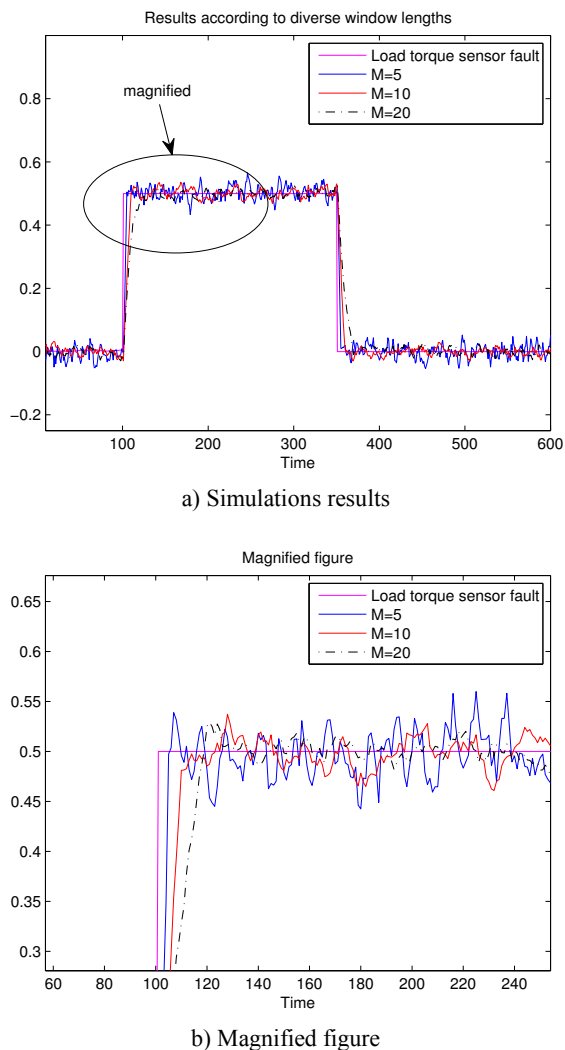 Results according to diverse window lengths
Load torque sensor fault
M=5
M=10
M=20
magnified
0.8
0.6
0.4
0.2
0
−0.2
100 200 300 400 500 600
Time
a) Simulations results
Magnified figure
Load torque sensor fault
M=5
M=10
M=20
0.65
0.6
0.55
0.5
0.45
0.4
0.35
0.3
60 80 100 120 140 160 180 200 220 240
Time
b) Magnified figure